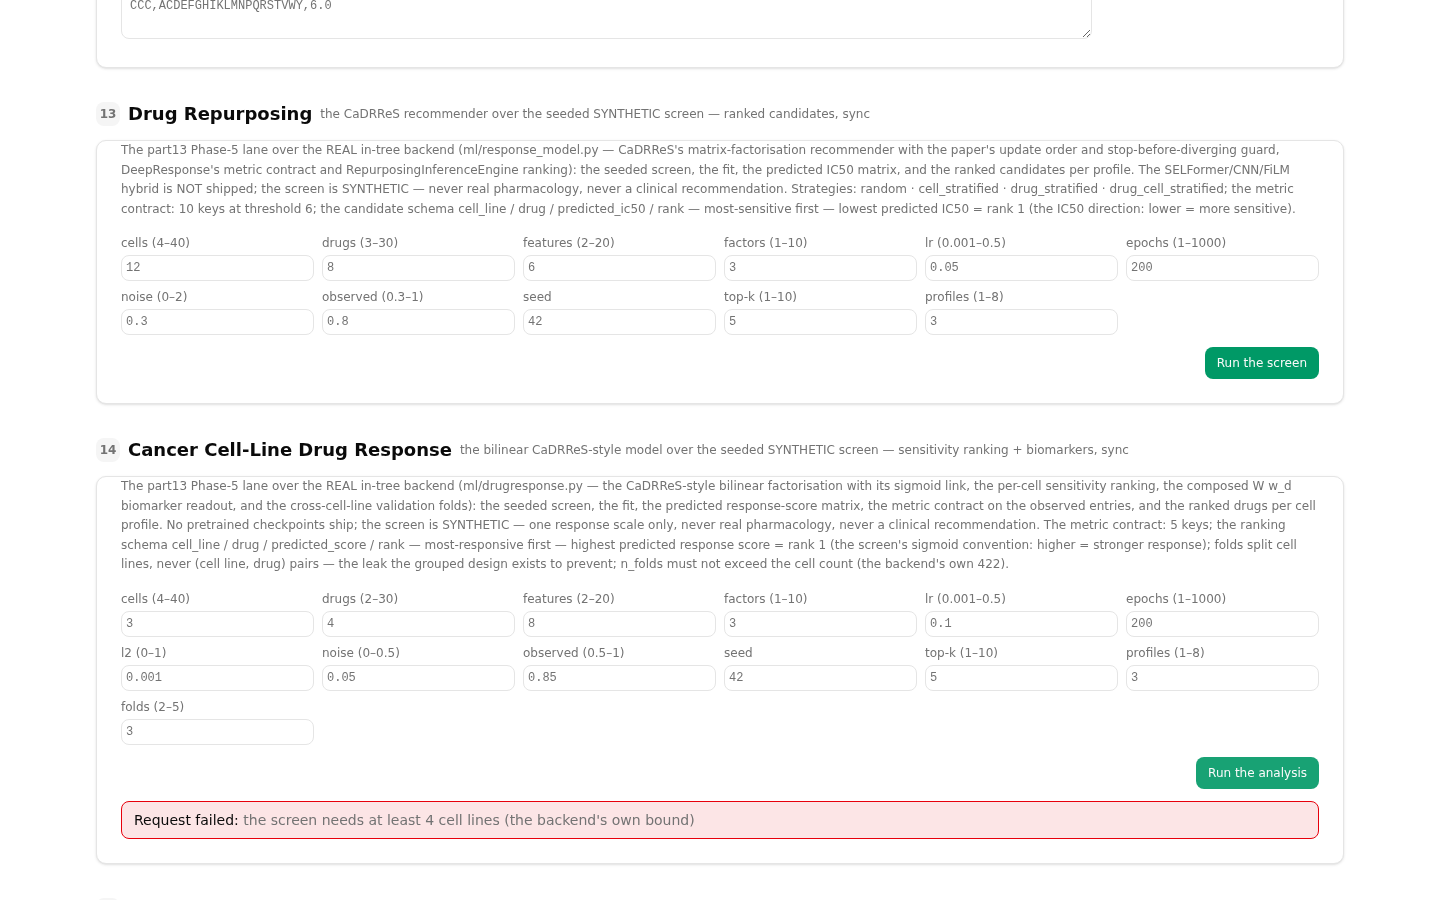 CCC,ACDEFGHIKLMNPQRSTVWY,6.0
13 Drug Repurposing the CaDRReS recommender over the seeded SYNTHETIC screen — ranked candidates, sync
The part13 Phase-5 lane over the REAL in-tree backend (ml/response_model.py — CaDRReS's matrix-factorisation recommender with the paper's update order and stop-before-diverging guard,
DeepResponse's metric contract and RepurposingInferenceEngine ranking): the seeded screen, the fit, the predicted IC50 matrix, and the ranked candidates per profile. The SELFormer/CNN/FiLM
hybrid is NOT shipped; the screen is SYNTHETIC — never real pharmacology, never a clinical recommendation. Strategies: random · cell_stratified · drug_stratified · drug_cell_stratified; the metric
contract: 10 keys at threshold 6; the candidate schema cell_line / drug / predicted_ic50 / rank — most-sensitive first — lowest predicted IC50 = rank 1 (the IC50 direction: lower = more sensitive).
cells (4–40) drugs (3–30) features (2–20) factors (1–10) lr (0.001–0.5) epochs (1–1000)
12 8 6 3 0.05 200
noise (0–2) observed (0.3–1) seed top-k (1–10) profiles (1–8)
0.3 0.8 42 5 3
Run the screen
14 Cancer Cell-Line Drug Response the bilinear CaDRReS-style model over the seeded SYNTHETIC screen — sensitivity ranking + biomarkers, sync
The part13 Phase-5 lane over the REAL in-tree backend (ml/drugresponse.py — the CaDRReS-style bilinear factorisation with its sigmoid link, the per-cell sensitivity ranking, the composed W w_d
biomarker readout, and the cross-cell-line validation folds): the seeded screen, the fit, the predicted response-score matrix, the metric contract on the observed entries, and the ranked drugs per cell
profile. No pretrained checkpoints ship; the screen is SYNTHETIC — one response scale only, never real pharmacology, never a clinical recommendation. The metric contract: 5 keys; the ranking
schema cell_line / drug / predicted_score / rank — most-responsive first — highest predicted response score = rank 1 (the screen's sigmoid convention: higher = stronger response); folds split cell
lines, never (cell line, drug) pairs — the leak the grouped design exists to prevent; n_folds must not exceed the cell count (the backend's own 422).
cells (4–40) drugs (2–30) features (2–20) factors (1–10) lr (0.001–0.5) epochs (1–1000)
3 4 8 3 0.1 200
l2 (0–1) noise (0–0.5) observed (0.5–1) seed top-k (1–10) profiles (1–8)
0.001 0.05 0.85 42 5 3
folds (2–5)
3
Run the analysis
Request failed: the screen needs at least 4 cell lines (the backend's own bound)